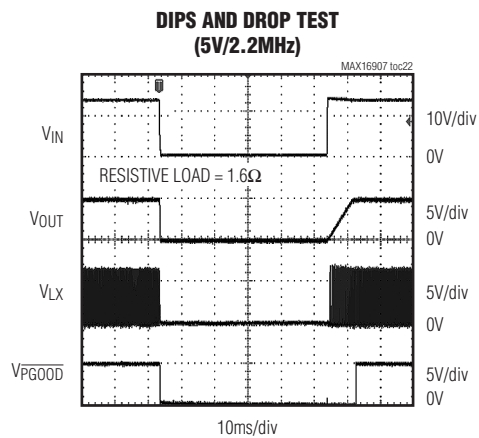 DIPS AND DROP TEST
(5V/2.2MHz)
MAX16907 toc22
VIN
10V/div
0V
RESISTIVE LOAD = 1.6Ω
VOUT
5V/div
0V
VLX
5V/div
0V
VPGOOD
5V/div
0V
10ms/div